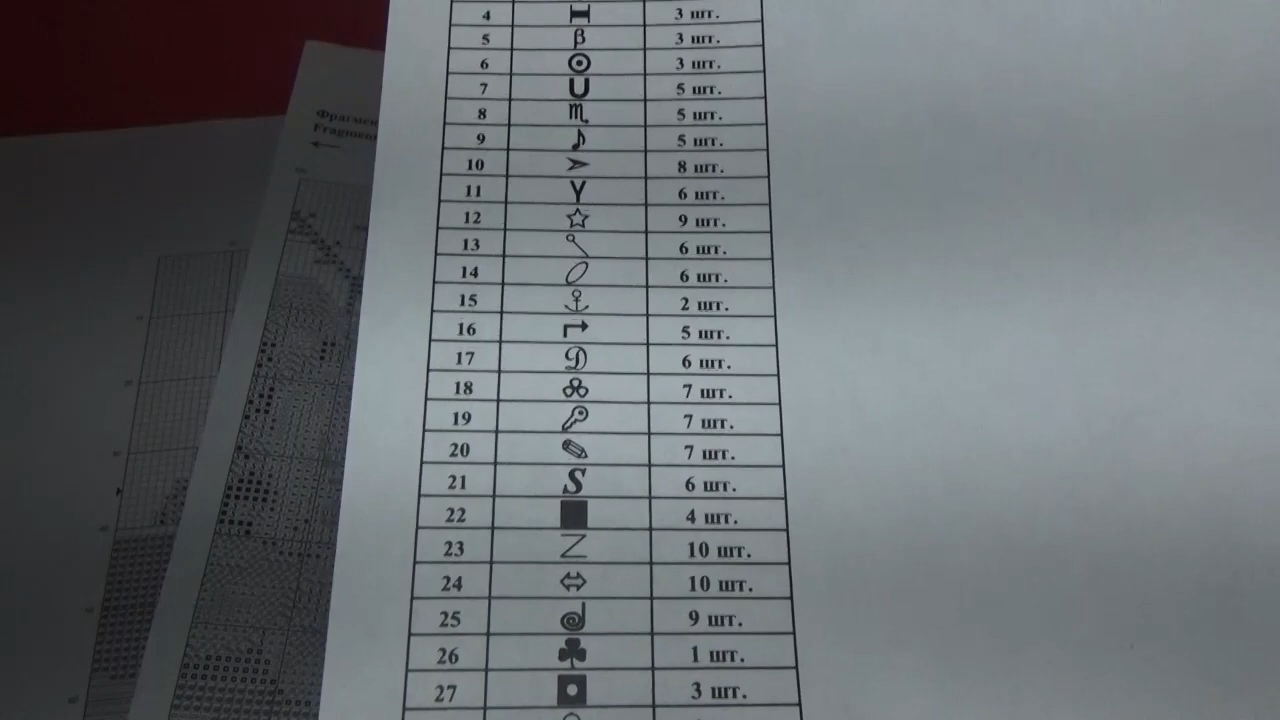 4 3 шт.
5 β 3 шт.
6 3 шт.
7 U 5 шт.
8 ♏ 5 шт.
9 ♪ 5 шт.
10 ➢ 8 шт.
11 Y 6 шт.
12 ☆ 9 шт.
13 6 шт.
14 6 шт.
15 ⚓ 2 шт.
16 5 шт.
17 D 6 шт.
18 7 шт.
19 7 шт.
20 7 шт.
21 S 6 шт.
22 ■ 4 шт.
23 Z 10 шт.
24 ⬄ 10 шт.
25 9 шт.
26 ♣ 1 шт.
27 ◘ 3 шт.